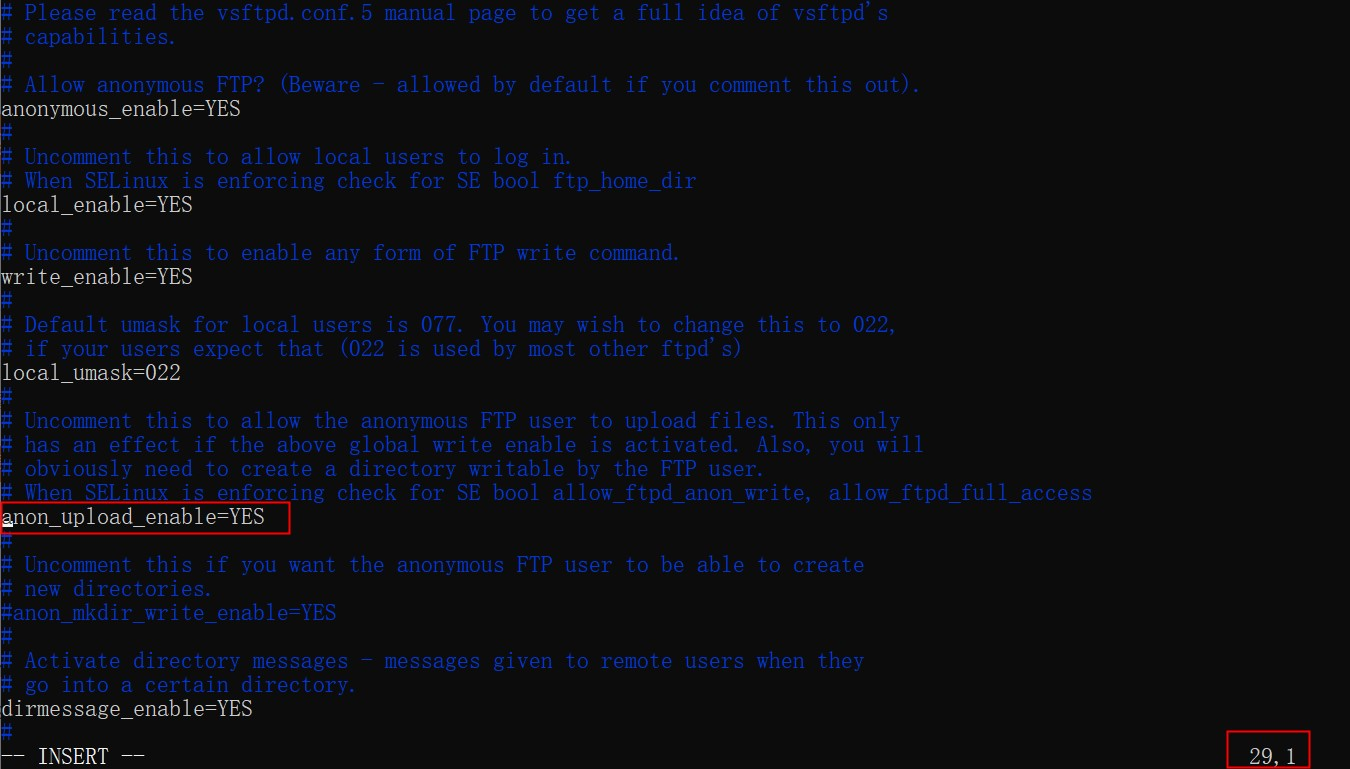 # Please read the vsftpd.conf.5 manual page to get a full idea of vsftpd's
# capabilities.
#
# Allow anonymous FTP? (Beware - allowed by default if you comment this out).
anonymous_enable=YES
#
# Uncomment this to allow local users to log in.
# When SELinux is enforcing check for SE bool ftp_home_dir
local_enable=YES
#
# Uncomment this to enable any form of FTP write command.
write_enable=YES
#
# Default umask for local users is 077. You may wish to change this to 022,
# if your users expect that (022 is used by most other ftpd's)
local_umask=022
#
# Uncomment this to allow the anonymous FTP user to upload files. This only
# has an effect if the above global write enable is activated. Also, you will
# obviously need to create a directory writable by the FTP user.
# When SELinux is enforcing check for SE bool allow_ftpd_anon_write, allow_ftpd_full_access
anon_upload_enable=YES
#
# Uncomment this if you want the anonymous FTP user to be able to create
# new directories.
#anon_mkdir_write_enable=YES
#
# Activate directory messages - messages given to remote users when they
# go into a certain directory.
dirmessage_enable=YES
#
-- INSERT -- 29,1